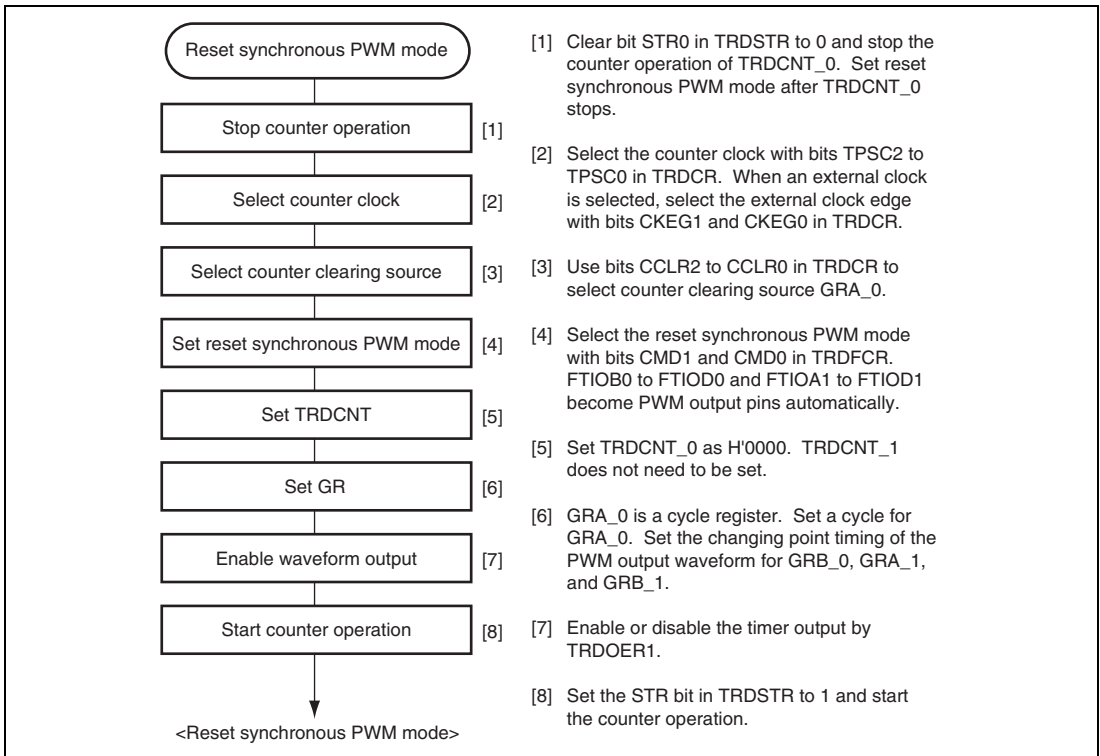 Reset synchronous PWM mode
Stop counter operation [1]
Select counter clock [2]
Select counter clearing source [3]
Set reset synchronous PWM mode [4]
Set TRDCNT [5]
Set GR [6]
Enable waveform output [7]
Start counter operation [8]
<Reset synchronous PWM mode>
[1] Clear bit STR0 in TRDSTR to 0 and stop the
counter operation of TRDCNT_0. Set reset
synchronous PWM mode after TRDCNT_0
stops.
[2] Select the counter clock with bits TPSC2 to
TPSC0 in TRDCR. When an external clock
is selected, select the external clock edge
with bits CKEG1 and CKEG0 in TRDCR.
[3] Use bits CCLR2 to CCLR0 in TRDCR to
select counter clearing source GRA_0.
[4] Select the reset synchronous PWM mode
with bits CMD1 and CMD0 in TRDFCR.
FTIOB0 to FTIOD0 and FTIOA1 to FTIOD1
become PWM output pins automatically.
[5] Set TRDCNT_0 as H'0000. TRDCNT_1
does not need to be set.
[6] GRA_0 is a cycle register. Set a cycle for
GRA_0. Set the changing point timing of the
PWM output waveform for GRB_0, GRA_1,
and GRB_1.
[7] Enable or disable the timer output by
TRDOER1.
[8] Set the STR bit in TRDSTR to 1 and start
the counter operation.